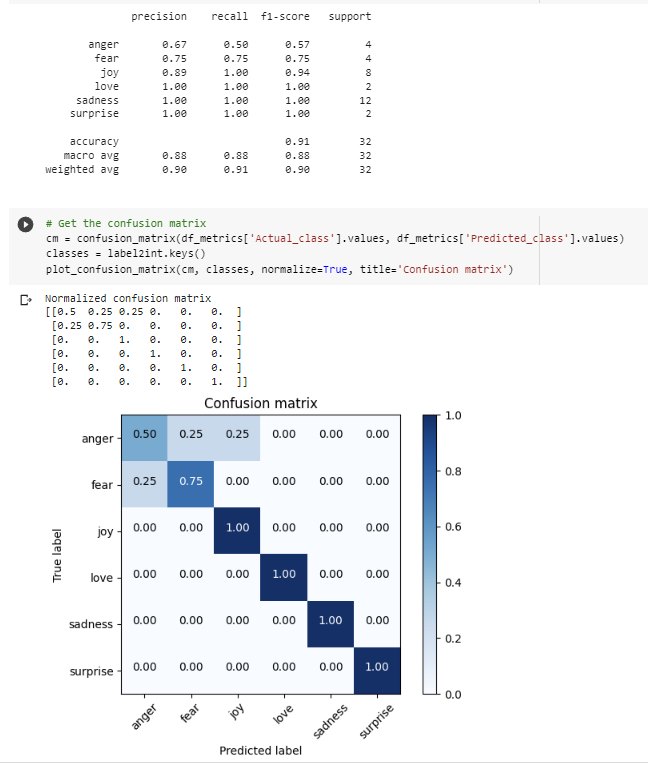 precision recall f1-score support
anger 0.67 0.50 0.57 4
fear 0.75 0.75 0.75 4
joy 0.89 1.00 0.94 8
love 1.00 1.00 1.00 2
sadness 1.00 1.00 1.00 12
surprise 1.00 1.00 1.00 2
accuracy 0.91 32
macro avg 0.88 0.88 0.88 32
weighted avg 0.90 0.91 0.90 32
# Get the confusion matrix
cm = confusion_matrix(df_metrics['Actual_class'].values, df_metrics['Predicted_class'].values)
classes = label2int.keys()
plot_confusion_matrix(cm, classes, normalize=True, title='Confusion matrix')
Normalized confusion matrix
[[0.5 0.25 0.25 0. 0. 0. ]
[0.25 0.75 0. 0. 0. 0. ]
[0. 0. 1. 0. 0. 0. ]
[0. 0. 0. 1. 0. 0. ]
[0. 0. 0. 0. 1. 0. ]
[0. 0. 0. 0. 0. 1. ]]
Confusion matrix
anger 0.50 0.25 0.25 0.00 0.00 0.00
fear 0.25 0.75 0.00 0.00 0.00 0.00
joy 0.00 0.00 1.00 0.00 0.00 0.00
love 0.00 0.00 0.00 1.00 0.00 0.00
sadness 0.00 0.00 0.00 0.00 1.00 0.00
surprise 0.00 0.00 0.00 0.00 0.00 1.00
True label
anger fear joy love sadness surprise
Predicted label
1.0
0.8
0.6
0.4
0.2
0.0